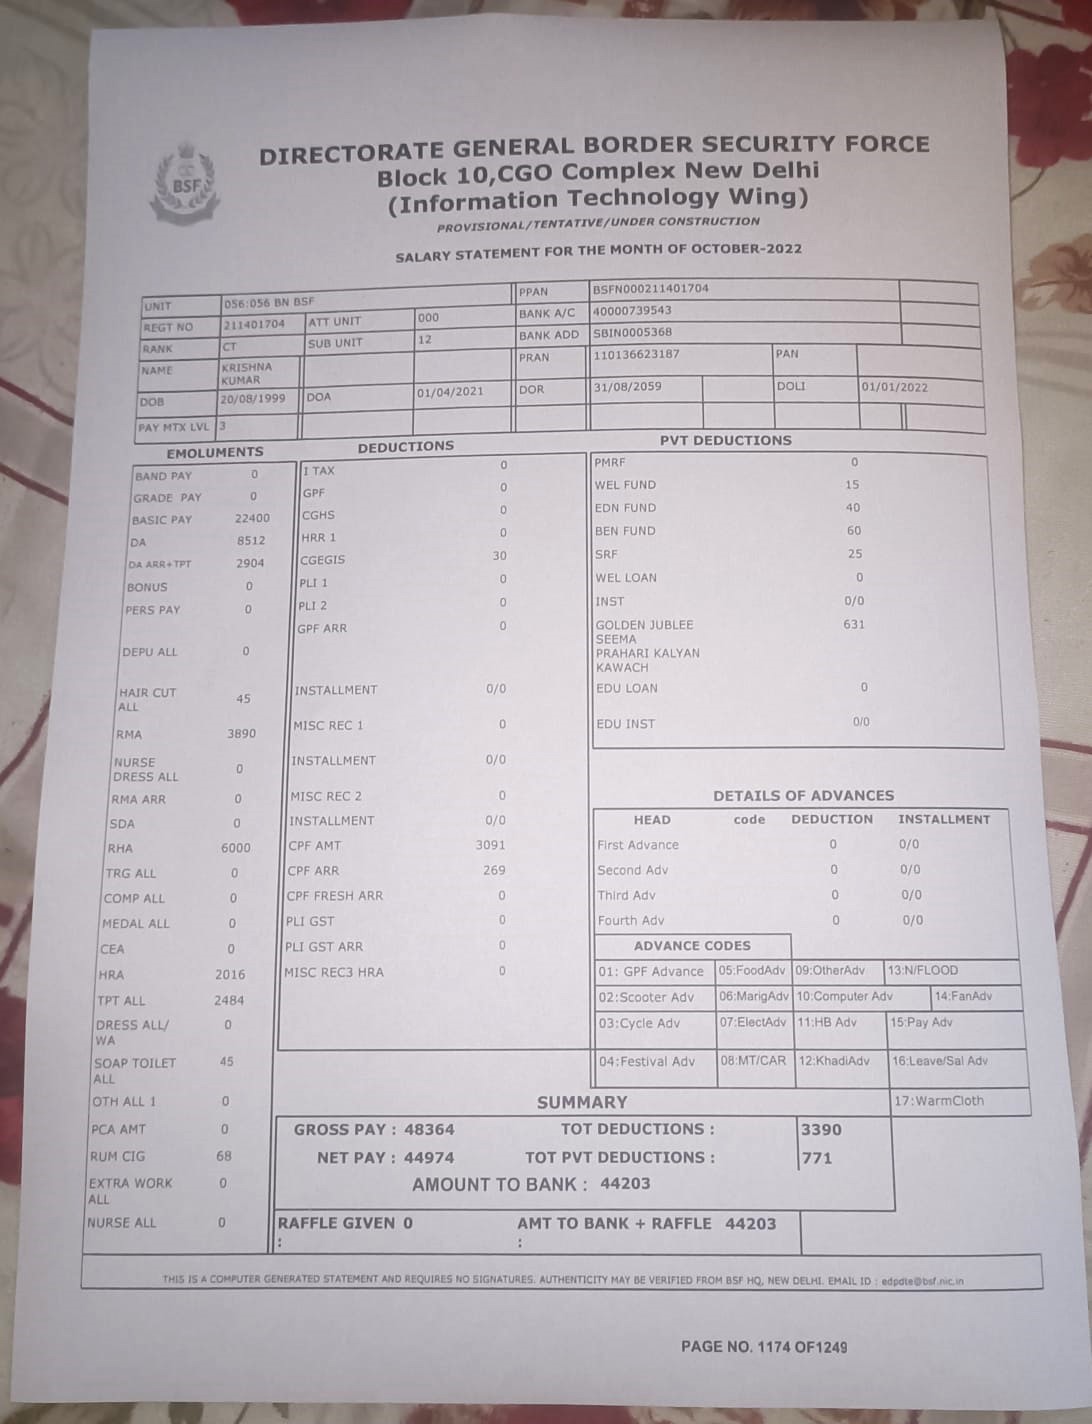 BSF
DIRECTORATE GENERAL BORDER SECURITY FORCE
Block 10,CGO Complex New Delhi
(Information Technology Wing)
PROVISIONAL/TENTATIVE/UNDER CONSTRUCTION
SALARY STATEMENT FOR THE MONTH OF OCTOBER-2022
UNIT 056:056 BN BSF PPAN BSFN000211401704
REGT NO 211401704 ATT UNIT 000 BANK A/C 40000739543
RANK CT SUB UNIT 12 BANK ADD SBIN0005368
NAME KRISHNA KUMAR PRAN 110136623187 PAN
DOB 20/08/1999 DOA 01/04/2021 DOR 31/08/2059 DOLI 01/01/2022
PAY MTX LVL 3
EMOLUMENTS
BAND PAY 0
GRADE PAY 0
BASIC PAY 22400
DA 8512
DA ARR+TPT 2904
BONUS 0
PERS PAY 0
DEPU ALL 0
HAIR CUT ALL 45
RMA 3890
NURSE DRESS ALL 0
RMA ARR 0
SDA 0
RHA 6000
TRG ALL 0
COMP ALL 0
MEDAL ALL 0
CEA 0
HRA 2016
TPT ALL 2484
DRESS ALL/ WA 0
SOAP TOILET ALL 45
OTH ALL 1 0
PCA AMT 0
RUM CIG 68
EXTRA WORK ALL 0
NURSE ALL 0
DEDUCTIONS
I TAX 0
GPF 0
CGHS 0
HRR 1 0
CGEGIS 30
PLI 1 0
PLI 2 0
GPF ARR 0
INSTALLMENT 0/0
MISC REC 1 0
INSTALLMENT 0/0
MISC REC 2 0
INSTALLMENT 0/0
CPF AMT 3091
CPF ARR 269
CPF FRESH ARR 0
PLI GST 0
PLI GST ARR 0
MISC REC3 HRA 0
PVT DEDUCTIONS
PMRF 0
WEL FUND 15
EDN FUND 40
BEN FUND 60
SRF 25
WEL LOAN 0
INST 0/0
GOLDEN JUBLEE 631
SEEMA
PRAHARI KALYAN
KAWACH
EDU LOAN 0
EDU INST 0/0
DETAILS OF ADVANCES
HEAD code DEDUCTION INSTALLMENT
First Advance 0 0/0
Second Adv 0 0/0
Third Adv 0 0/0
Fourth Adv 0 0/0
ADVANCE CODES
01: GPF Advance 05:FoodAdv 09:OtherAdv 13:N/FLOOD
02:Scooter Adv 06:MarigAdv 10:Computer Adv 14:FanAdv
03:Cycle Adv 07:ElectAdv 11:HB Adv 15:Pay Adv
04:Festival Adv 08:MT/CAR 12:KhadiAdv 16:Leave/Sal Adv
17:WarmCloth
SUMMARY
GROSS PAY : 48364 TOT DEDUCTIONS : 3390
NET PAY : 44974 TOT PVT DEDUCTIONS : 771
AMOUNT TO BANK : 44203
RAFFLE GIVEN 0 AMT TO BANK + RAFFLE 44203
: :
THIS IS A COMPUTER GENERATED STATEMENT AND REQUIRES NO SIGNATURES. AUTHENTICITY MAY BE VERIFIED FROM BSF HQ, NEW DELHI. EMAIL ID : edpdte@bsf.nic.in
PAGE NO. 1174 OF1249